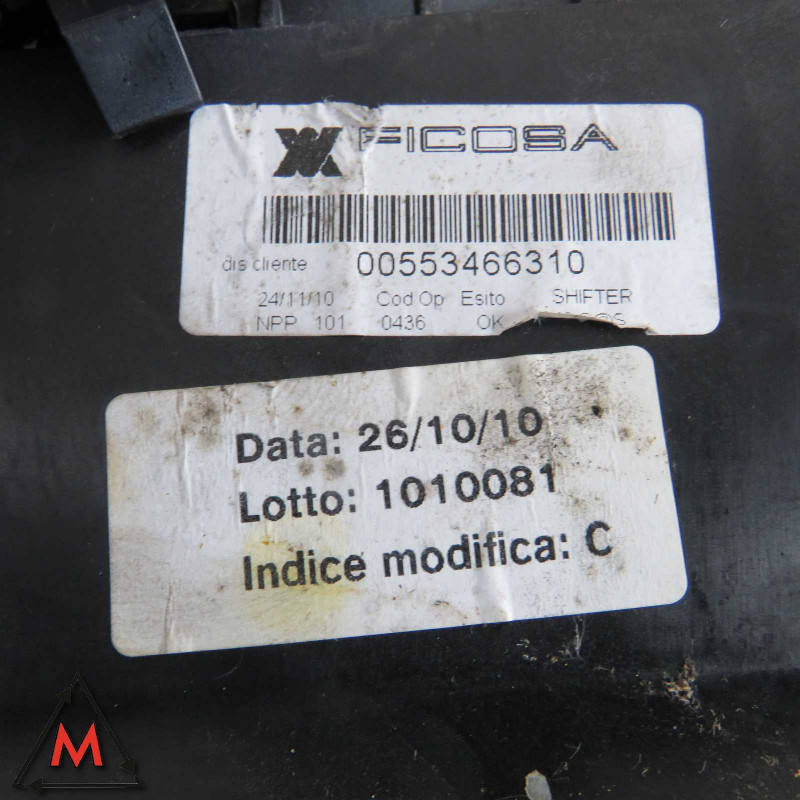 FICOSA
dis cliente 00553466310
24/11/10 Cod Op Esito SHIFTER
NPP 101 0436 OK
Data: 26/10/10
Lotto: 1010081
Indice modifica: C
M